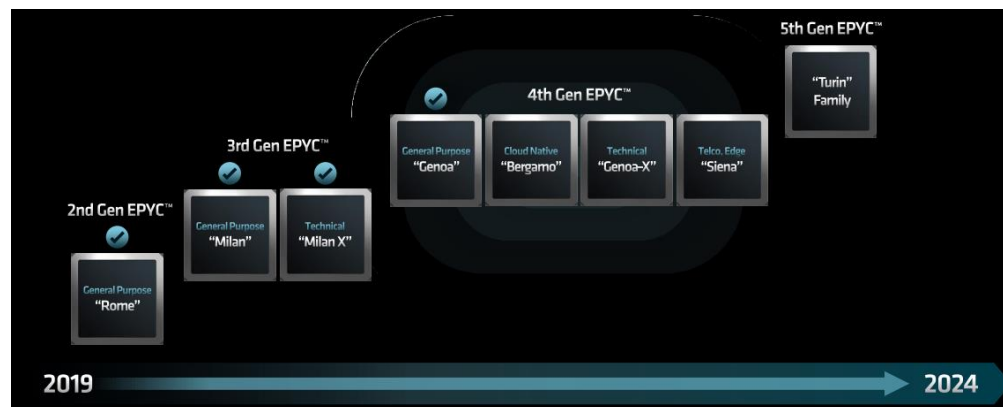 5th Gen EPYC™
“Turin”
Family
4th Gen EPYC™
General Purpose
“Genoa”
Cloud Native
“Bergamo”
Technical
“Genoa-X”
Telco, Edge
“Siena”
3rd Gen EPYC™
General Purpose
“Milan”
Technical
“Milan X”
2nd Gen EPYC™
General Purpose
“Rome”
2019
2024